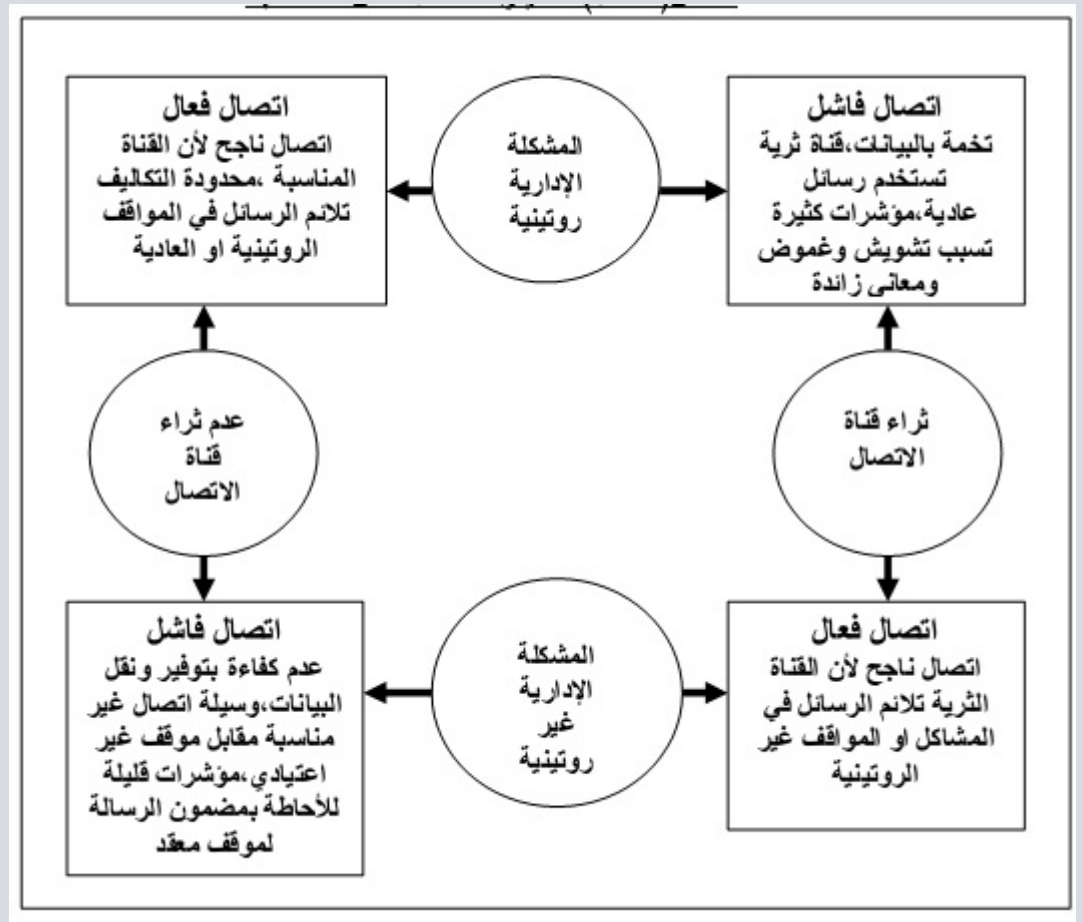 اتصال فاشل
تخمة بالبيانات،قناة ثرية
تستخدم رسائل
عادية،مؤشرات كثيرة
تسبب تشويش وغموض
ومعاني زائدة
المشكلة
الإدارية
روتينية
اتصال فعال
اتصال ناجح لأن القناة
المناسبة ،محدودة التكاليف
تلائم الرسائل في المواقف
الروتينية او العادية
ثراء قناة
الاتصال
عدم ثراء
قناة
الاتصال
اتصال فعال
اتصال ناجح لأن القناة
الثرية تلائم الرسائل في
المشاكل او المواقف غير
الروتينية
المشكلة
الإدارية
غير
روتينية
اتصال فاشل
عدم كفاءة بتوفير ونقل
البيانات،وسيلة اتصال غير
مناسبة مقابل موقف غير
اعتيادي،مؤشرات قليلة
للأحاطة بمضمون الرسالة
لموقف معقد